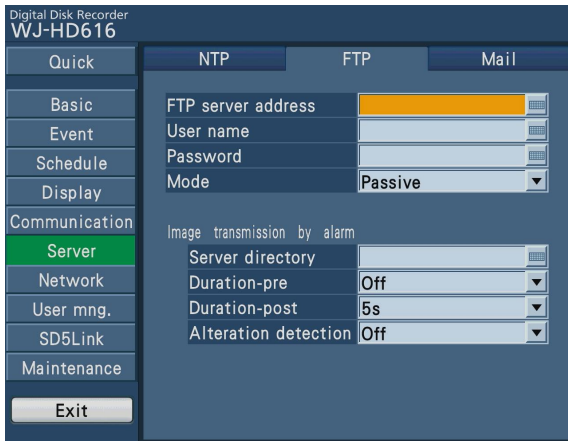 Digital Disk Recorder
WJ-HD616
Quick
Basic
Event
Schedule
Display
Communication
Server
Network
User mng.
SD5Link
Maintenance
Exit
NTP FTP Mail
FTP server address
User name
Password
Mode Passive
Image transmission by alarm
Server directory
Duration-pre Off
Duration-post 5s
Alteration detection Off